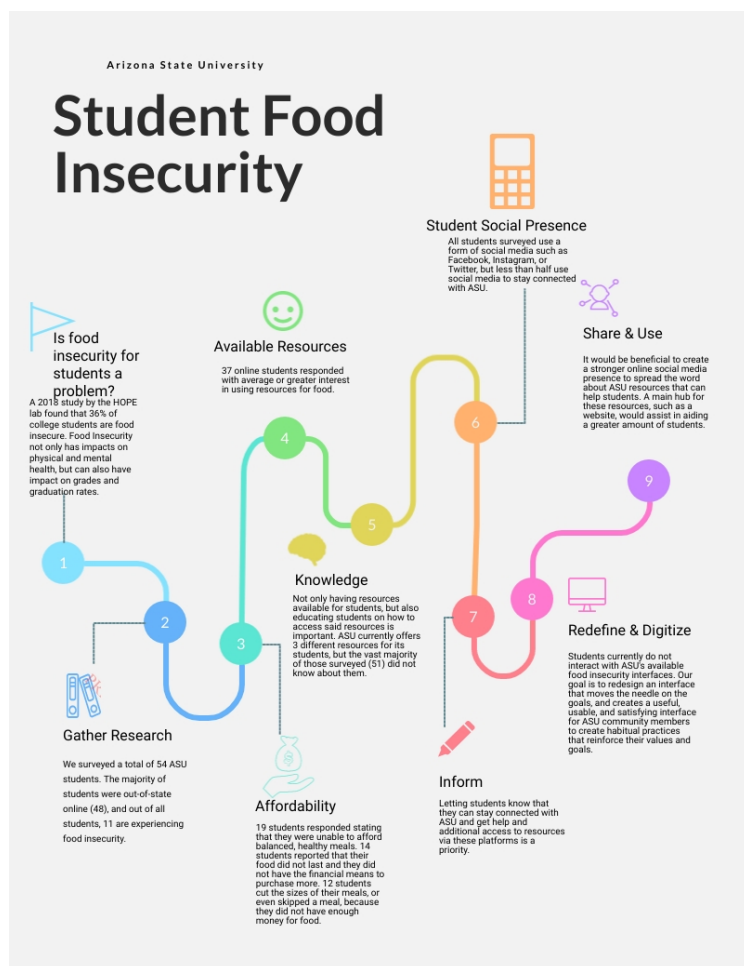 Arizona State University
Student Food
Insecurity
Is food
insecurity for
students a
problem?
A 2018 study by the HOPE
lab found that 36% of
college students are food
insecure. Food Insecurity
not only has impacts on
physical and mental
health, but can also have
impact on grades and
graduation rates.
1
2
Gather Research
We surveyed a total of 54 ASU
students. The majority of
students were out-of-state
online (48), and out of all
students, 11 are experiencing
food insecurity.
3
Affordability
19 students responded stating
that they were unable to afford
balanced, healthy meals. 14
students reported that their
food did not last and they did
not have the financial means to
purchase more. 12 students
cut the sizes of their meals, or
even skipped a meal, because
they did not have enough
money for food.
Available Resources
37 online students responded
with average or greater interest
in using resources for food.
4
5
Knowledge
Not only having resources
available for students, but also
educating students on how to
access said resources is
important. ASU currently offers
3 different resources for its
students, but the vast majority
of those surveyed (51) did not
know about them.
Student Social Presence
All students surveyed use a
form of social media such as
Facebook, Instagram, or
Twitter, but less than half use
social media to stay connected
with ASU.
6
7
Inform
Letting students know that
they can stay connected with
ASU and get help and
additional access to resources
via these platforms is a
priority.
8
Redefine & Digitize
Students currently do not
interact with ASU's available
food insecurity interfaces. Our
goal is to redesign an interface
that moves the needle on the
goals, and creates a useful,
usable, and satisfying interface
for ASU community members
to create habitual practices
that reinforce their values and
goals.
Share & Use
It would be beneficial to create
a stronger online social media
presence to spread the word
about ASU resources that can
help students. A main hub for
these resources, such as a
website, would assist in aiding
a greater amount of students.
9